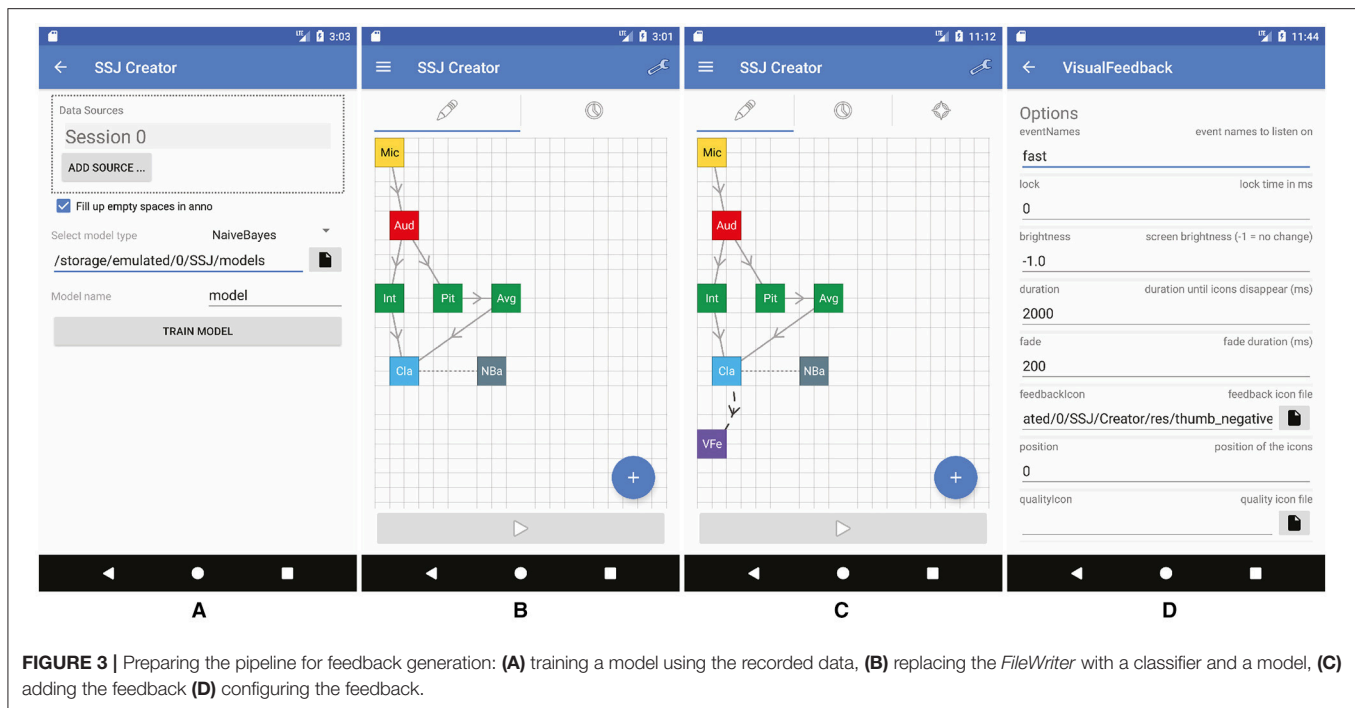 LTE 3:03
SSJ Creator
Data Sources
Session 0
ADD SOURCE ...
Fill up empty spaces in anno
Select model type NaiveBayes
/storage/emulated/0/SSJ/models
Model name model
TRAIN MODEL
A
LTE 3:01
SSJ Creator
Mic
Aud
Int Pit Avg
Cla NBa
+
B
LTE 11:12
SSJ Creator
Mic
Aud
Int Pit Avg
Cla NBa
VFe
+
C
LTE 11:44
VisualFeedback
Options
eventNames event names to listen on
fast
lock lock time in ms
0
brightness screen brightness (-1 = no change)
-1.0
duration duration until icons disappear (ms)
2000
fade fade duration (ms)
200
feedbackIcon feedback icon file
ated/0/SSJ/Creator/res/thumb_negative
position position of the icons
0
qualityIcon quality icon file
D
FIGURE 3 | Preparing the pipeline for feedback generation: (A) training a model using the recorded data, (B) replacing the FileWriter with a classifier and a model, (C)
adding the feedback (D) configuring the feedback.